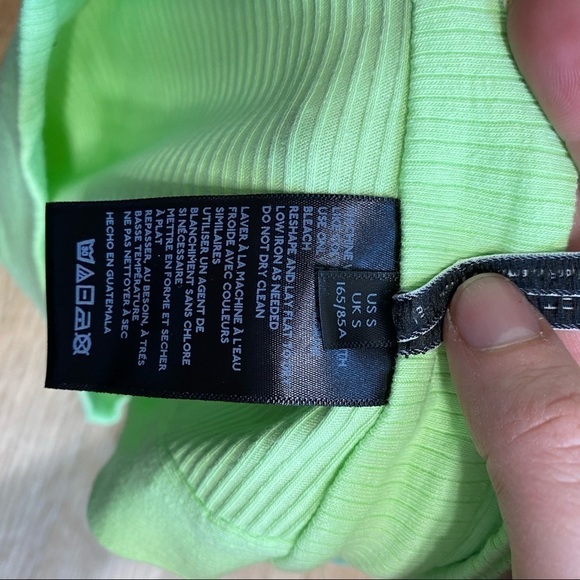 US S
UK S
165/85A
BLEACH
RESHAPE AND LAY FLAT TO
LOW IRON AS NEEDED
DO NOT DRY CLEAN
LAVER À LA MACHINE À L'EAU
FROIDE AVEC COULEURS
SIMILAIRES
UTILISER UN AGENT DE
BLANCHIMENT SANS CHLORE
SI NÉCESSAIRE
METTRE EN FORME ET SÉCHER
À PLAT
REPASSER, AU BESOIN, À TRÈS
BASSE TEMPÉRATURE
NE PAS NETTOYER À SEC
HECHO EN GUATEMALA